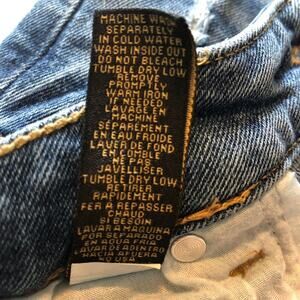 MACHINE WASH
SEPARATELY
IN COLD WATER
WASH INSIDE OUT
DO NOT BLEACH
TUMBLE DRY LOW
REMOVE
PROMPTLY
WARM IRON
IF NEEDED
LAVAGE EN
MACHINE
SÉPARÉMENT
EN EAU FROIDE
LAVER DE FOND
EN COMBLE
NE PAS
JAVELLISER
TUMBLE DRY LOW
RETIRER
RAPIDEMENT
FER A REPASSER
CHAUD
SI BESOIN
LAVAR A MAQUINA
POR SEPARADO
EN AQUA FRIA
LAVAR DE ADENTRO
HACIA AFUERA
NO USA